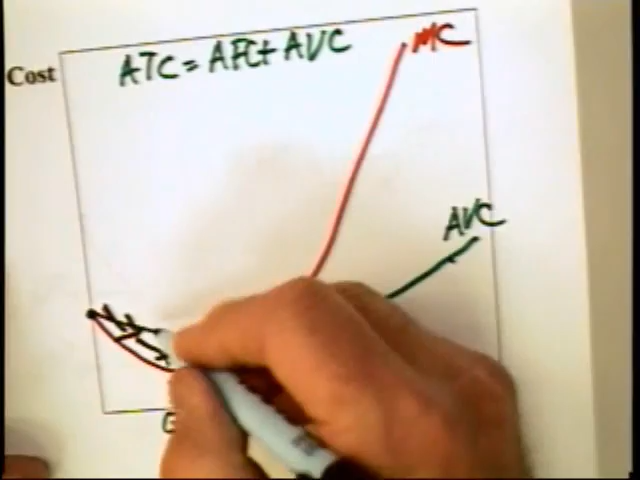 Cost
ATC = AFC + AVC
MC
AVC